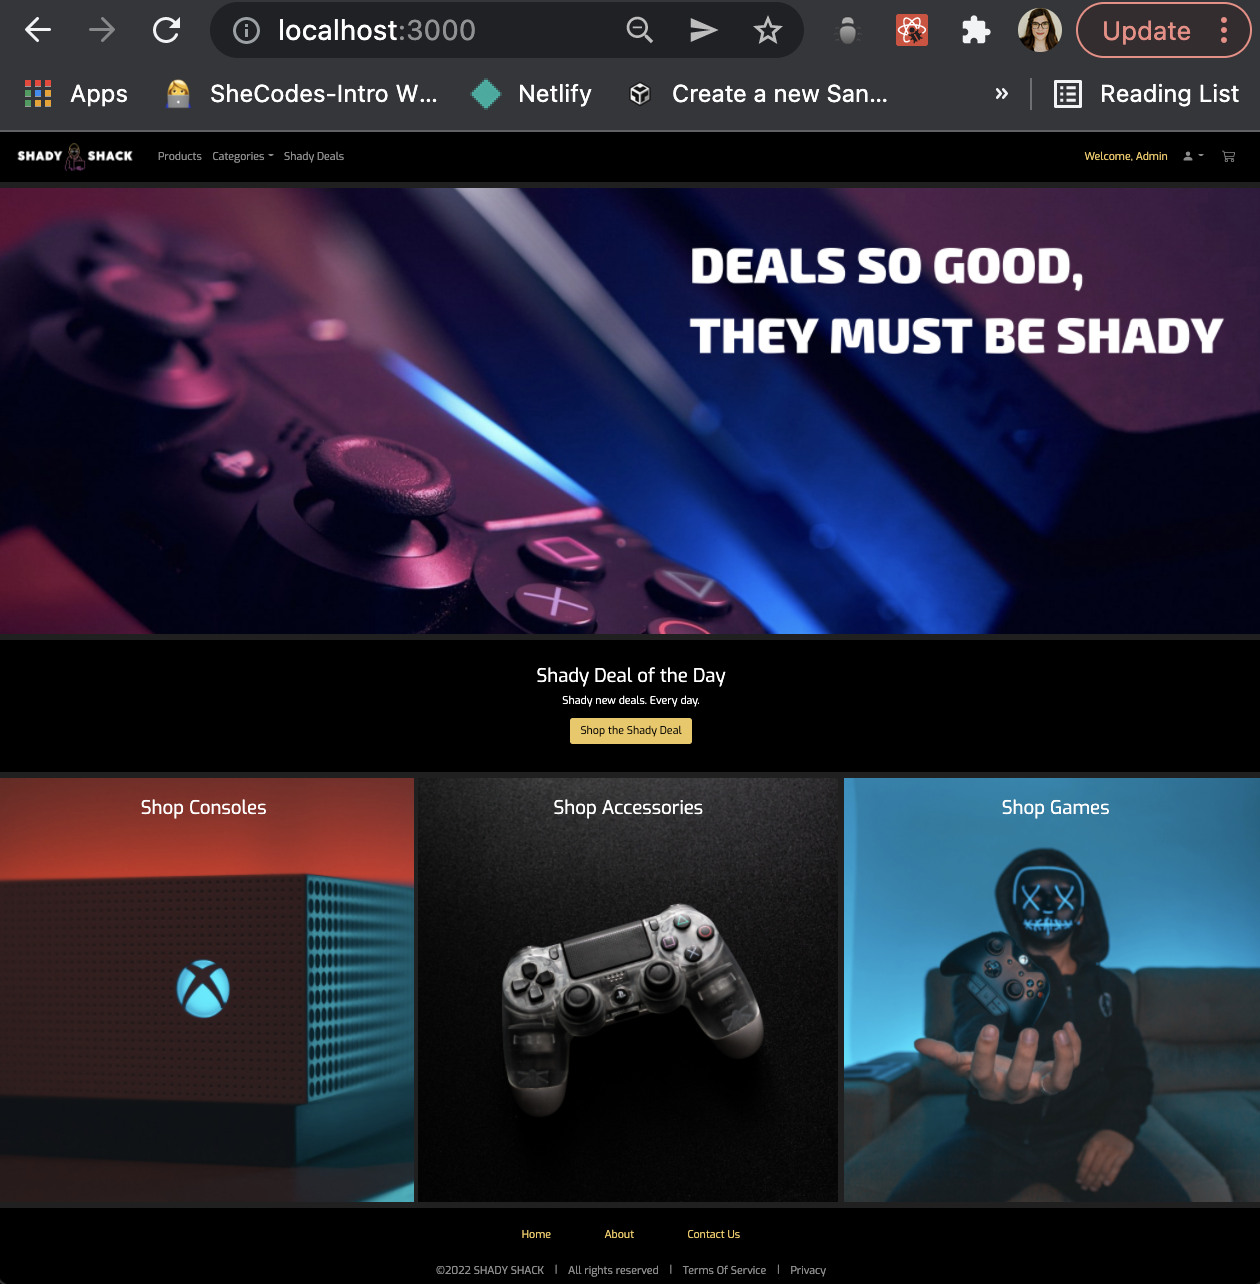 localhost:3000
Update
Apps
SheCodes-Intro W...
Netlify
Create a new San...
»
Reading List
SHADY SHACK
Products
Categories
Shady Deals
Welcome, Admin
DEALS SO GOOD,
THEY MUST BE SHADY
PS4
Shady Deal of the Day
Shady new deals. Every day.
Shop the Shady Deal
Shop Consoles
Shop Accessories
Shop Games
Home
About
Contact Us
©2022 SHADY SHACK | All rights reserved | Terms Of Service | Privacy